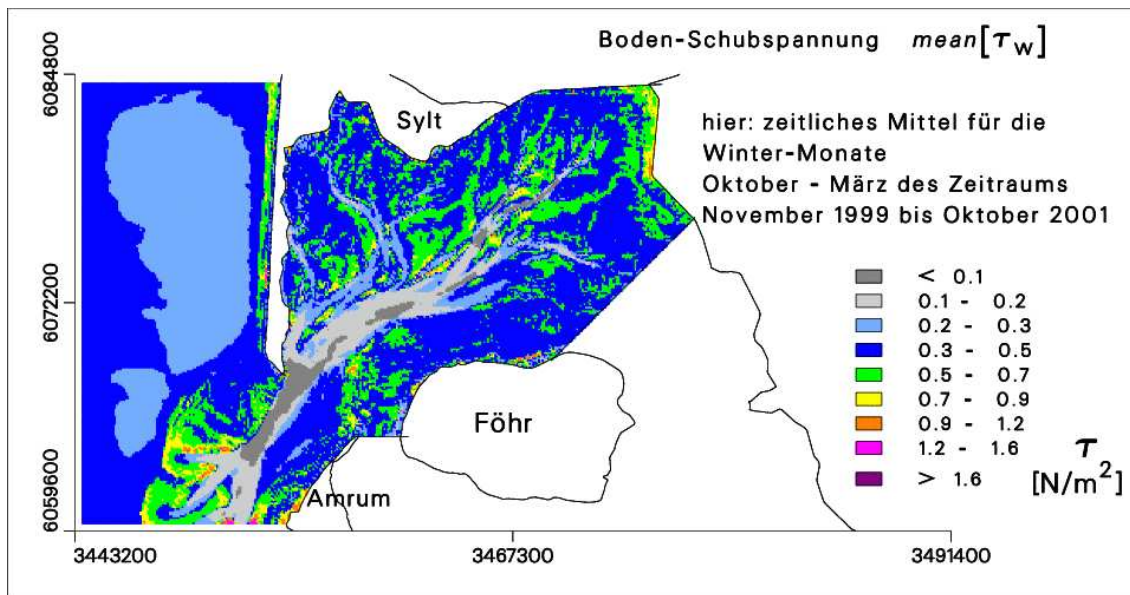 Boden-Schubspannung mean[τw]
6084800
6072200
6059600
Sylt
hier: zeitliches Mittel für die
Winter-Monate
Oktober - März des Zeitraums
November 1999 bis Oktober 2001
< 0.1
0.1 - 0.2
0.2 - 0.3
0.3 - 0.5
0.5 - 0.7
0.7 - 0.9
0.9 - 1.2
1.2 - 1.6
> 1.6
τ
[N/m²]
Föhr
Amrum
3443200 3467300 3491400